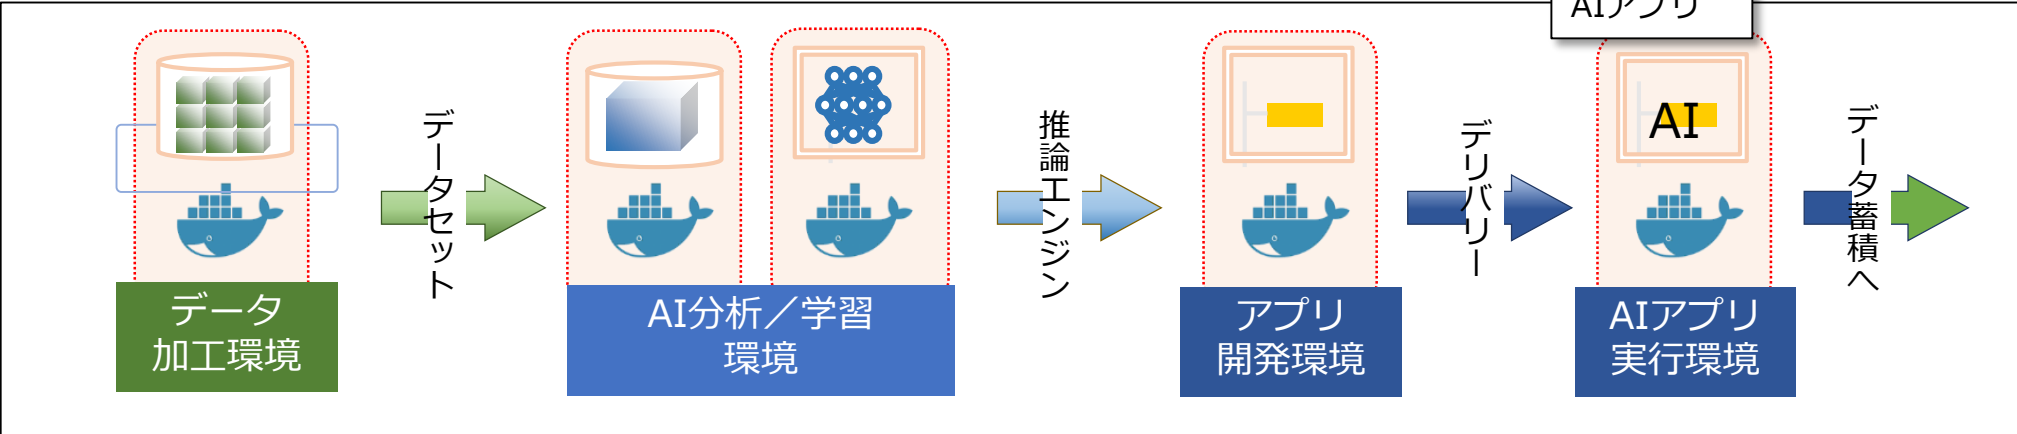 AIアプリ
データセット
推論エンジン
デリバリー
AI
データ蓄積へ
データ
加工環境
AI分析／学習
環境
アプリ
開発環境
AIアプリ
実行環境